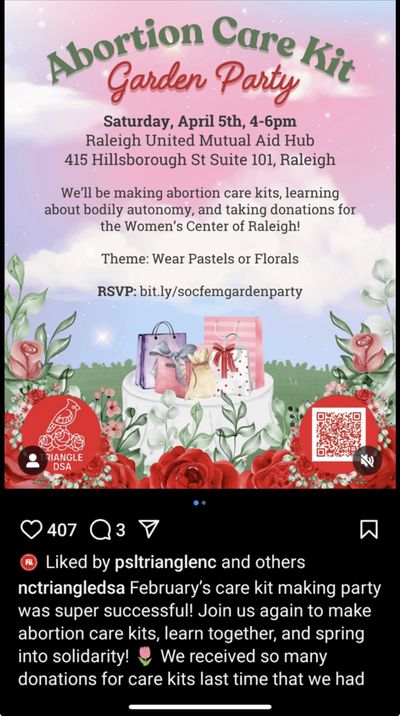 Abortion Care Kit
Garden Party
Saturday, April 5th, 4-6pm
Raleigh United Mutual Aid Hub
415 Hillsborough St Suite 101, Raleigh
We'll be making abortion care kits, learning
about bodily autonomy, and taking donations for
the Women's Center of Raleigh!
Theme: Wear Pastels or Florals
RSVP: bit.ly/socfemgardenparty
TRIANGLE
DSA
407 3
Liked by psltrianglenc and others
nctriangledsa February's care kit making party
was super successful! Join us again to make
abortion care kits, learn together, and spring
into solidarity! 🌷 We received so many
donations for care kits last time that we had